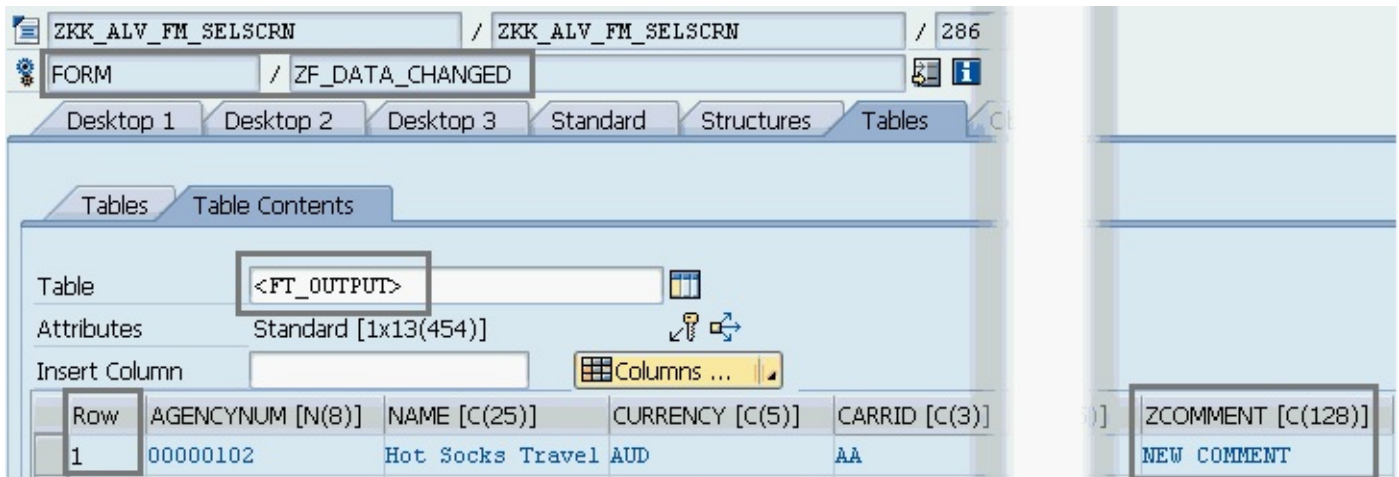 ZKK_ALV_FM_SELSCRN / ZKK_ALV_FM_SELSCRN / 286
FORM / ZF_DATA_CHANGED
Desktop 1 Desktop 2 Desktop 3 Standard Structures Tables
Tables Table Contents
Table <FT_OUTPUT>
Attributes Standard [1x13(454)]
Insert Column Columns ...
Row AGENCYNUM [N(8)] NAME [C(25)] CURRENCY [C(5)] CARRID [C(3)] ZCOMMENT [C(128)]
1 00000102 Hot Socks Travel AUD AA NEW COMMENT